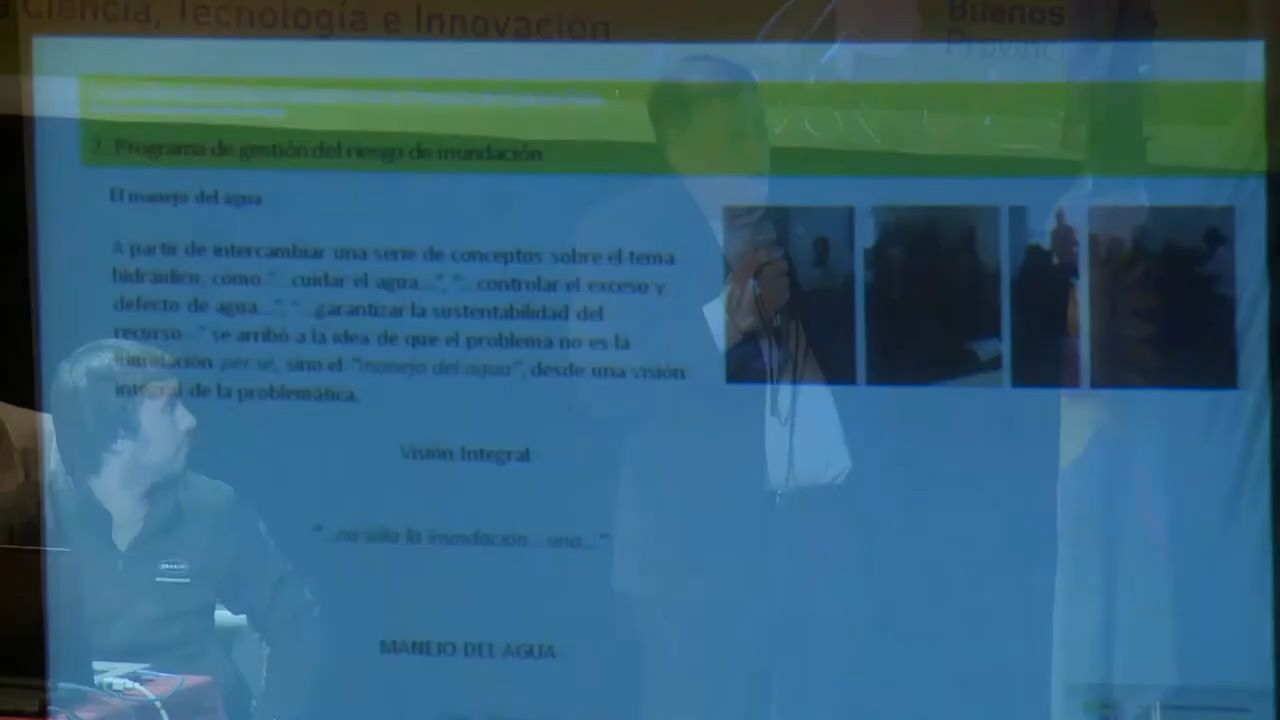 Ciencia, Tecnología e Innovación
Buenos
Provinc
2. Programa de gestión del riesgo de inundación
El manejo del agua
A partir de intercambiar una serie de conceptos sobre el tema
hidráulico, como "...cuidar el agua...", "...controlar el exceso y
defecto de agua...", "...garantizar la sustentabilidad del
recurso..." se arribó a la idea de que el problema no es la
inundación per se, sino el "manejo del agua", desde una visión
integral de la problemática.
Visión Integral
"...no sólo la inundación...sino..."
MANEJO DEL AGUA